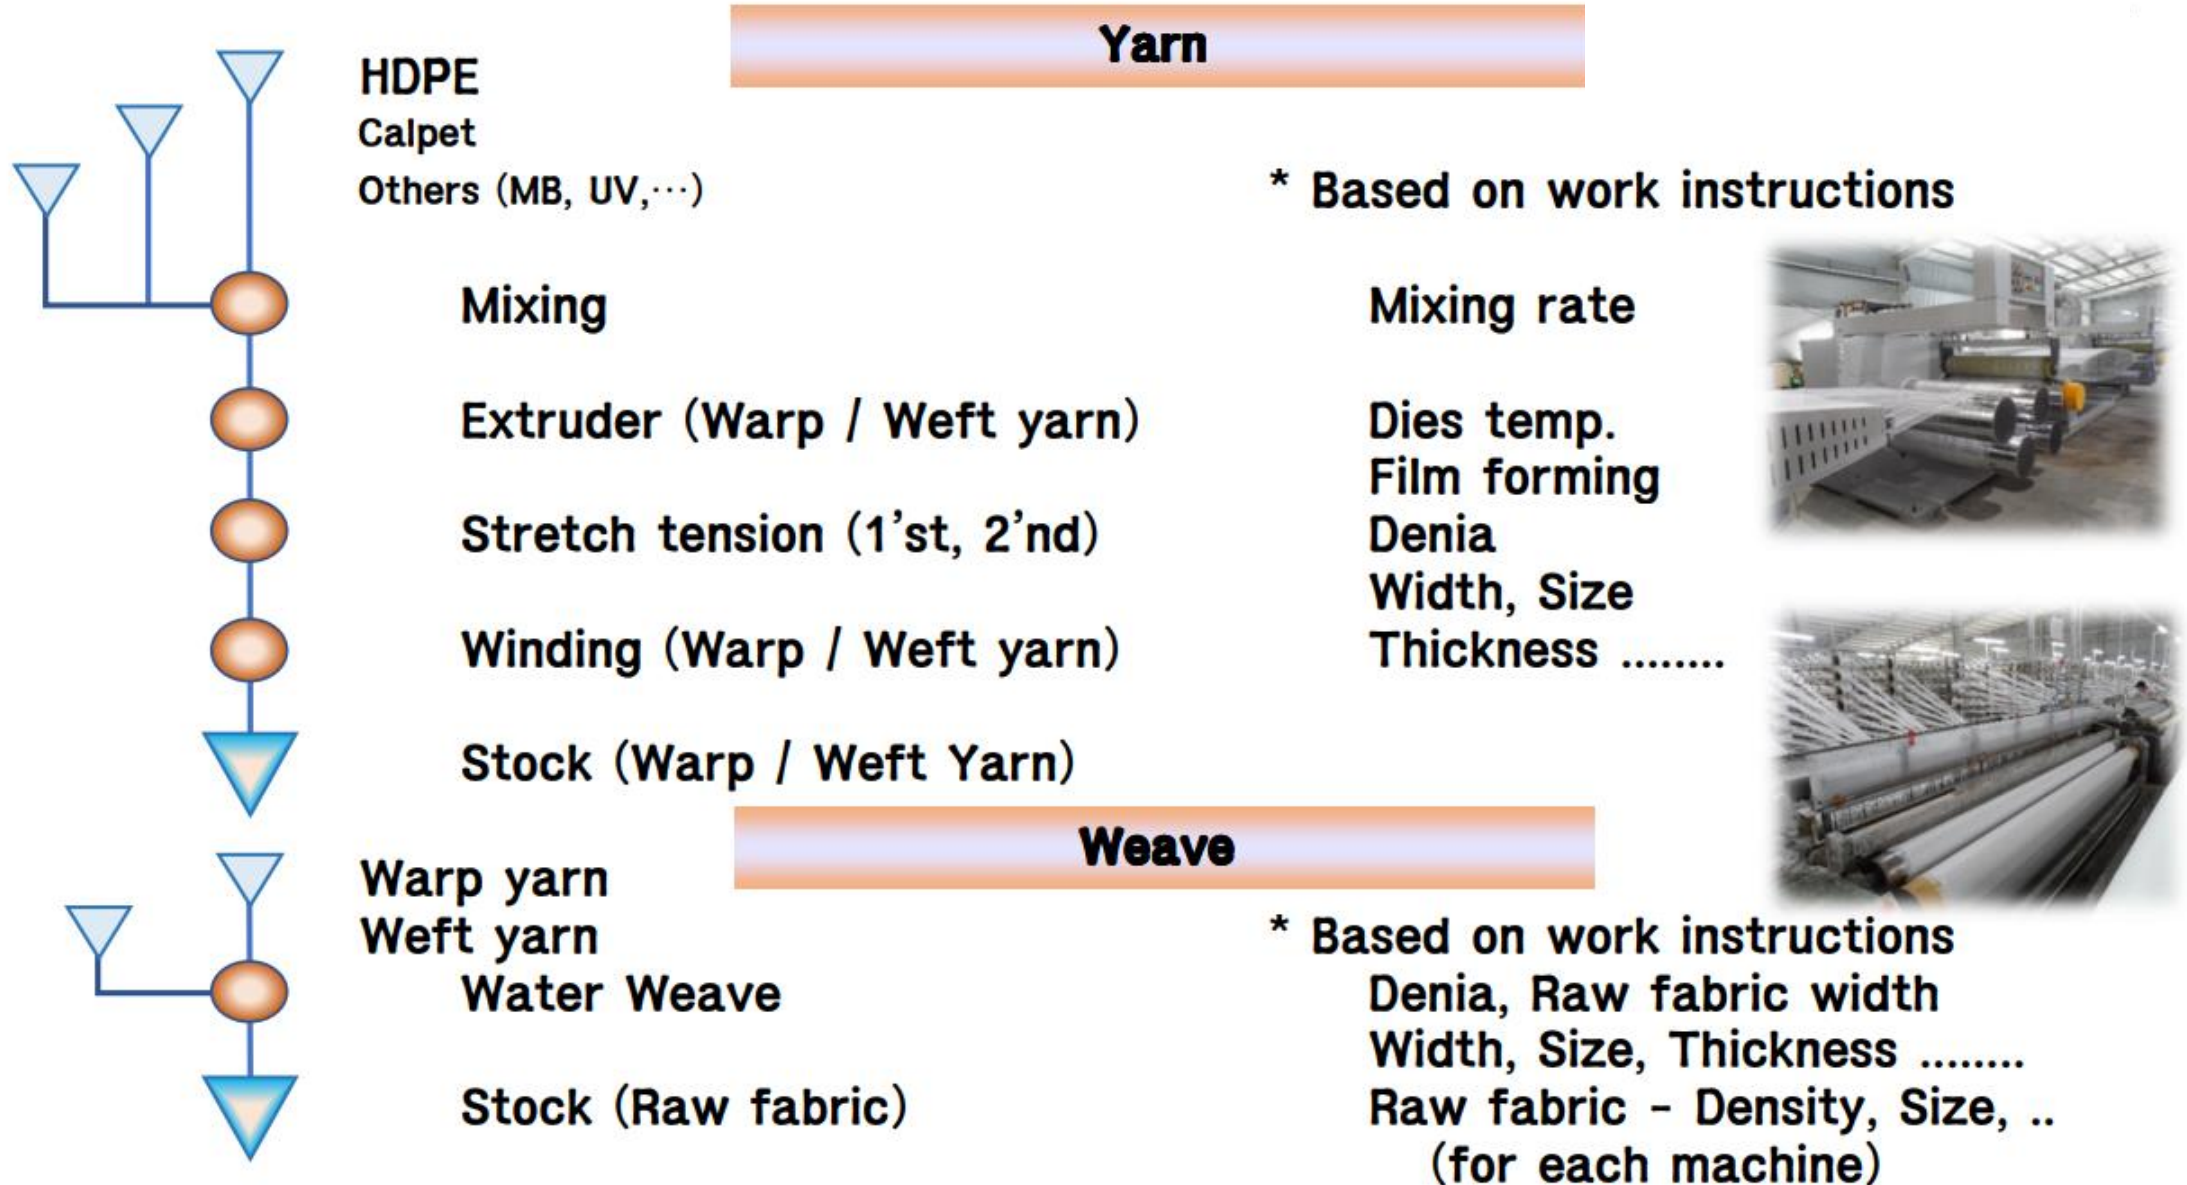 Yarn
HDPE
Calpet
Others (MB, UV,⋯)
* Based on work instructions
Mixing
Mixing rate
Extruder (Warp / Weft yarn)
Dies temp.
Film forming
Stretch tension (1’st, 2’nd)
Denia
Width, Size
Winding (Warp / Weft yarn)
Thickness ........
Stock (Warp / Weft Yarn)
Weave
Warp yarn
Weft yarn
* Based on work instructions
Water Weave
Denia, Raw fabric width
Width, Size, Thickness ........
Stock (Raw fabric)
Raw fabric - Density, Size, ..
(for each machine)